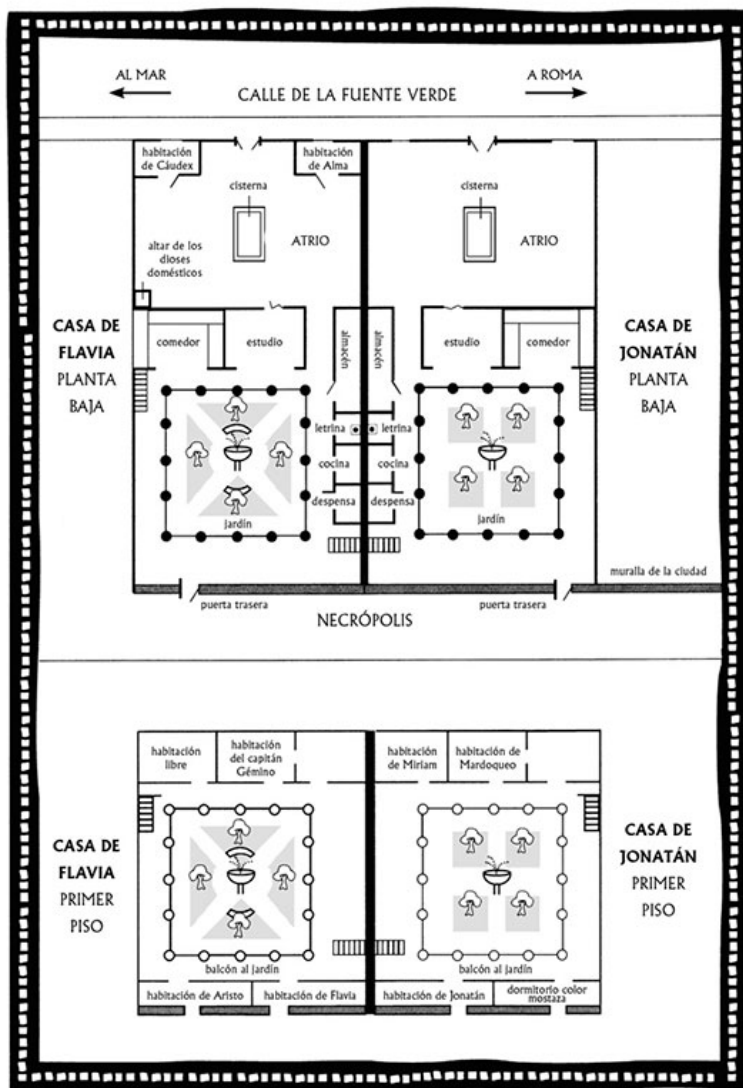 AL MAR
A ROMA
CALLE DE LA FUENTE VERDE
habitación
de Cáudex
habitación
de Alma
cisterna
cisterna
ATRIO
ATRIO
altar de los
dioses
domésticos
CASA DE
FLAVIA
PLANTA
BAJA
comedor
estudio
almacén
almacén
estudio
comedor
CASA DE
JONATÁN
PLANTA
BAJA
letrina
letrina
cocina
cocina
despensa
despensa
jardín
jardín
muralla de la ciudad
puerta trasera
puerta trasera
NECRÓPOLIS
habitación
libre
habitación
del capitán
Gémino
habitación
de Miriam
habitación de
Mardoqueo
CASA DE
FLAVIA
PRIMER
PISO
CASA DE
JONATÁN
PRIMER
PISO
balcón al jardín
balcón al jardín
habitación de Aristo
habitación de Flavia
habitación de Jonatán
dormitorio color
mostaza